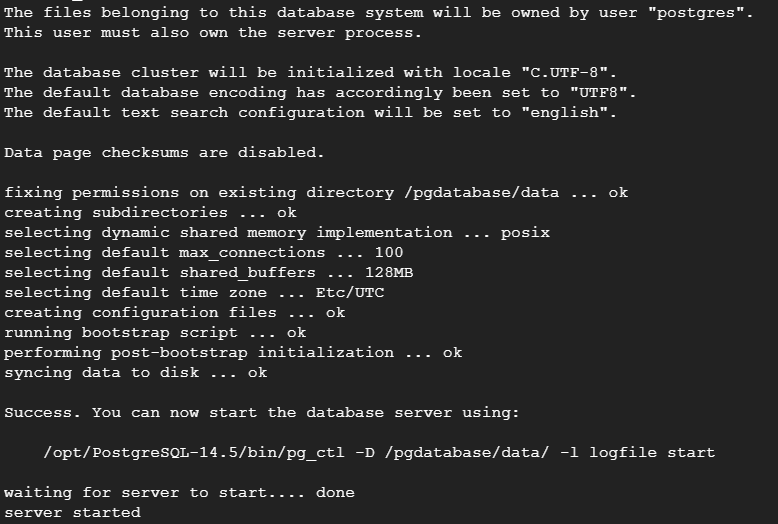 The files belonging to this database system will be owned by user "postgres".
This user must also own the server process.
The database cluster will be initialized with locale "C.UTF-8".
The default database encoding has accordingly been set to "UTF8".
The default text search configuration will be set to "english".
Data page checksums are disabled.
fixing permissions on existing directory /pgdatabase/data ... ok
creating subdirectories ... ok
selecting dynamic shared memory implementation ... posix
selecting default max_connections ... 100
selecting default shared_buffers ... 128MB
selecting default time zone ... Etc/UTC
creating configuration files ... ok
running bootstrap script ... ok
performing post-bootstrap initialization ... ok
syncing data to disk ... ok
Success. You can now start the database server using:
/opt/PostgreSQL-14.5/bin/pg_ctl -D /pgdatabase/data/ -l logfile start
waiting for server to start.... done
server started